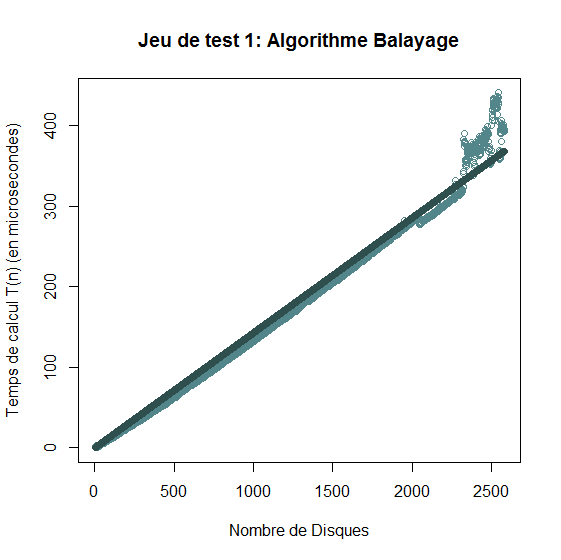 Jeu de test 1: Algorithme Balayage
Temps de calcul T(n) (en microsecondes)
400
300
200
100
0
0 500 1000 1500 2000 2500
Nombre de Disques